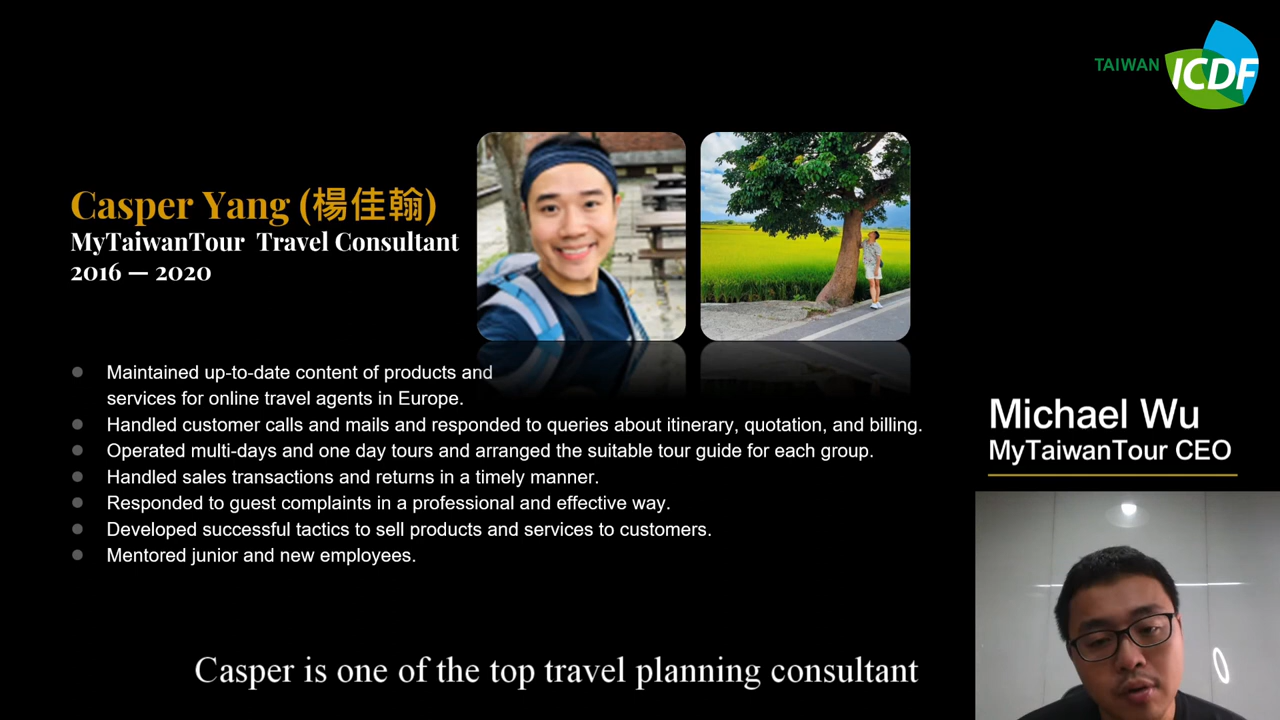 TAIWAN ICDF
Casper Yang (楊佳翰)
MyTaiwanTour Travel Consultant
2016 — 2020
Maintained up-to-date content of products and
services for online travel agents in Europe.
Handled customer calls and mails and responded to queries about itinerary, quotation, and billing.
Operated multi-days and one day tours and arranged the suitable tour guide for each group.
Handled sales transactions and returns in a timely manner.
Responded to guest complaints in a professional and effective way.
Developed successful tactics to sell products and services to customers.
Mentored junior and new employees.
Michael Wu
MyTaiwanTour CEO
Casper is one of the top travel planning consultant